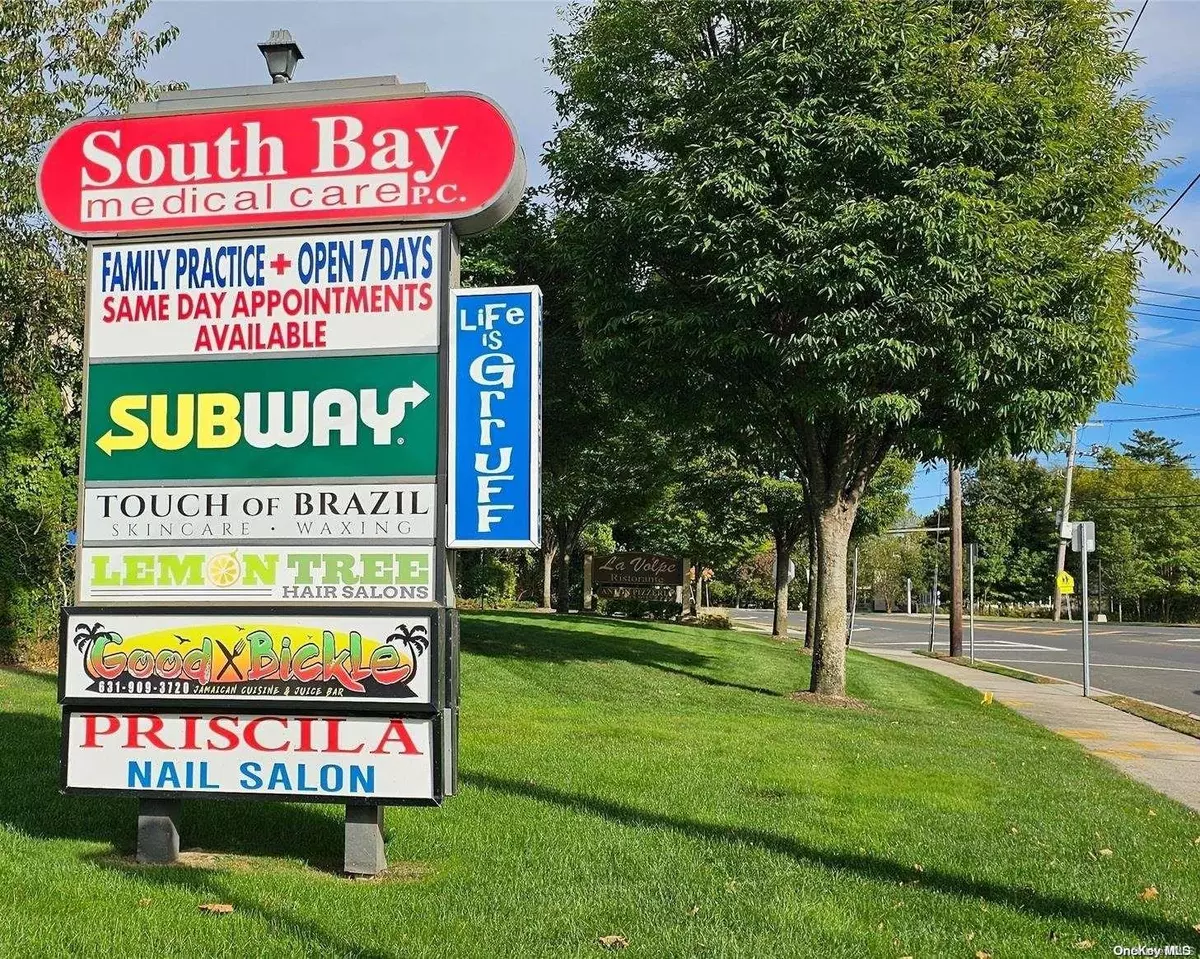 South Bay
medical care P.C.
FAMILY PRACTICE + OPEN 7 DAYS
SAME DAY APPOINTMENTS
AVAILABLE
SUBWAY
TOUCH OF BRAZIL
SKINCARE • WAXING
LEMON TREE
HAIR SALONS
Good X Bickle
631-909-3720 JAMAICAN CUISINE & JUICE BAR
PRISCILA
NAIL SALON
LiFe
iS
GrrUFF
La Volpe
Ristorante
OneKey MLS